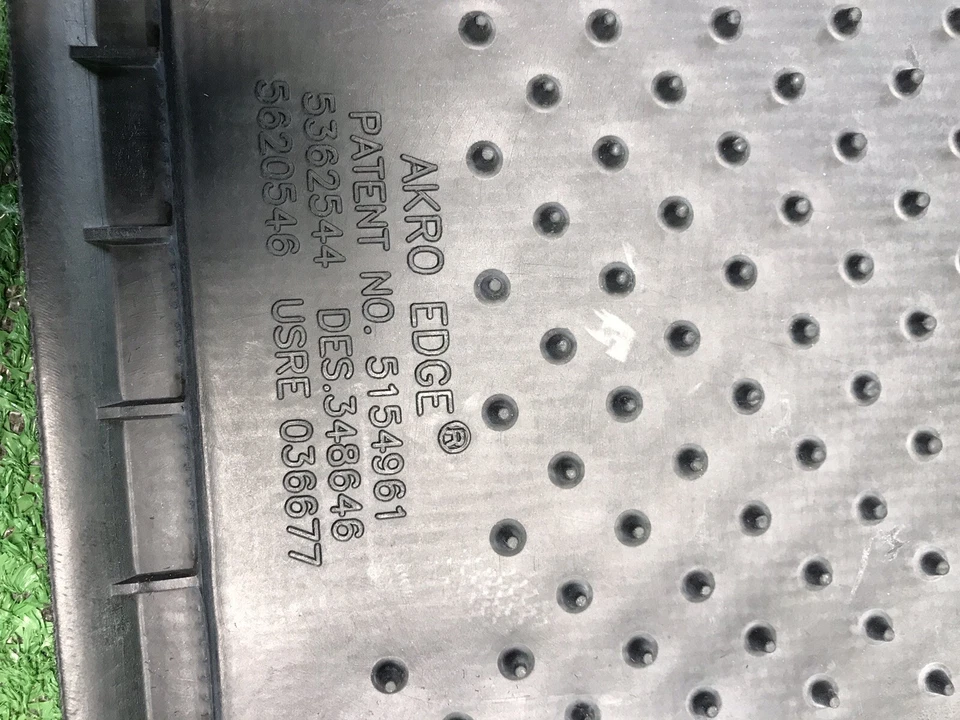 AKRO EDGE®
PATENT NO. 5154961
5362544 DES.348646
5620546 USRE 036677